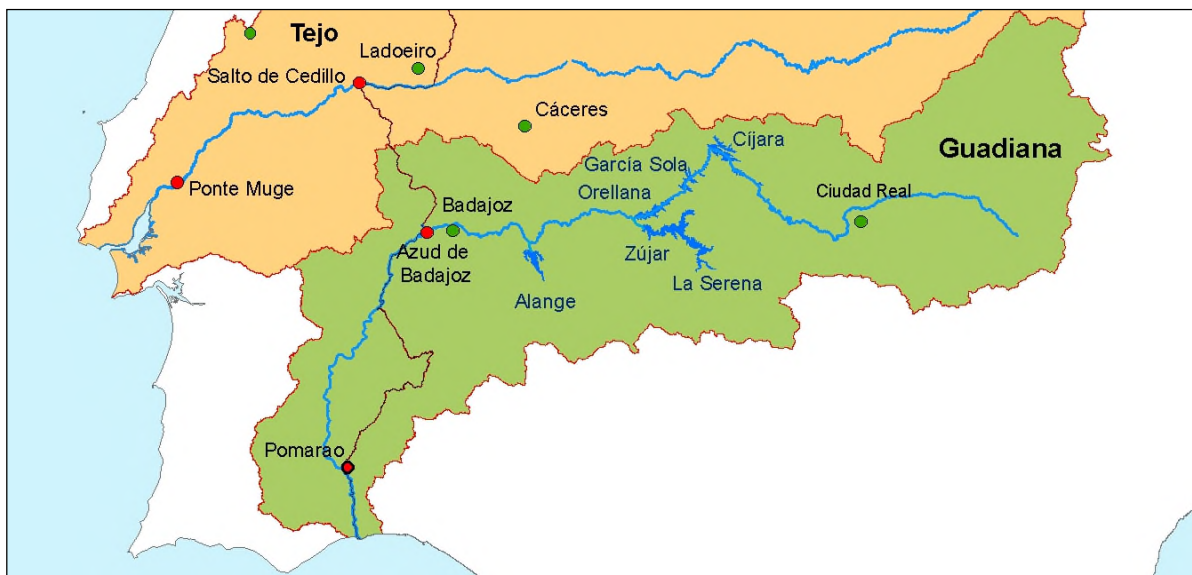 Tejo
Ladoeiro
Salto de Cedillo
Cáceres
Cíjara
Guadiana
García Sola
Ponte Muge
Orellana
Ciudad Real
Badajoz
Azud de
Badajoz
Zújar
La Serena
Alange
Pomarao